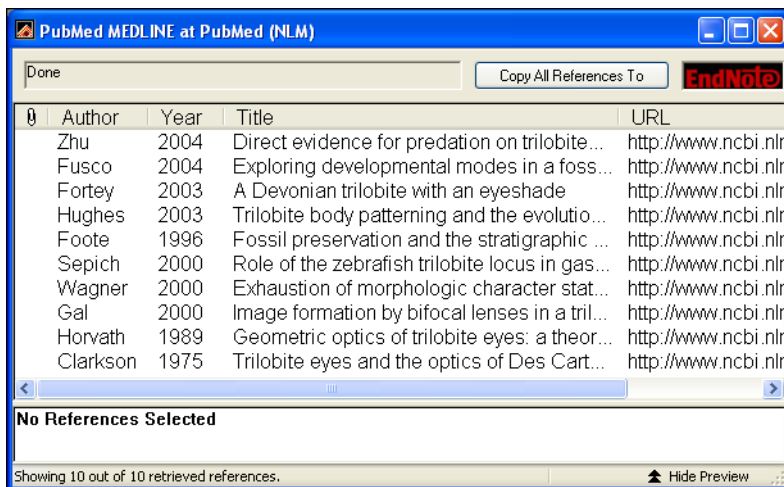 PubMed MEDLINE at PubMed (NLM)
Done Copy All References To EndNote
Author Year Title URL
Zhu 2004 Direct evidence for predation on trilobite... http://www.ncbi.nlr
Fusco 2004 Exploring developmental modes in a foss... http://www.ncbi.nlr
Fortey 2003 A Devonian trilobite with an eyeshade http://www.ncbi.nlr
Hughes 2003 Trilobite body patterning and the evolutio... http://www.ncbi.nlr
Foote 1996 Fossil preservation and the stratigraphic ... http://www.ncbi.nlr
Sepich 2000 Role of the zebrafish trilobite locus in gas... http://www.ncbi.nlr
Wagner 2000 Exhaustion of morphologic character stat... http://www.ncbi.nlr
Gal 2000 Image formation by bifocal lenses in a tril... http://www.ncbi.nlr
Horvath 1989 Geometric optics of trilobite eyes: a theor... http://www.ncbi.nlr
Clarkson 1975 Trilobite eyes and the optics of Des Cart... http://www.ncbi.nlr
No References Selected
Showing 10 out of 10 retrieved references. Hide Preview